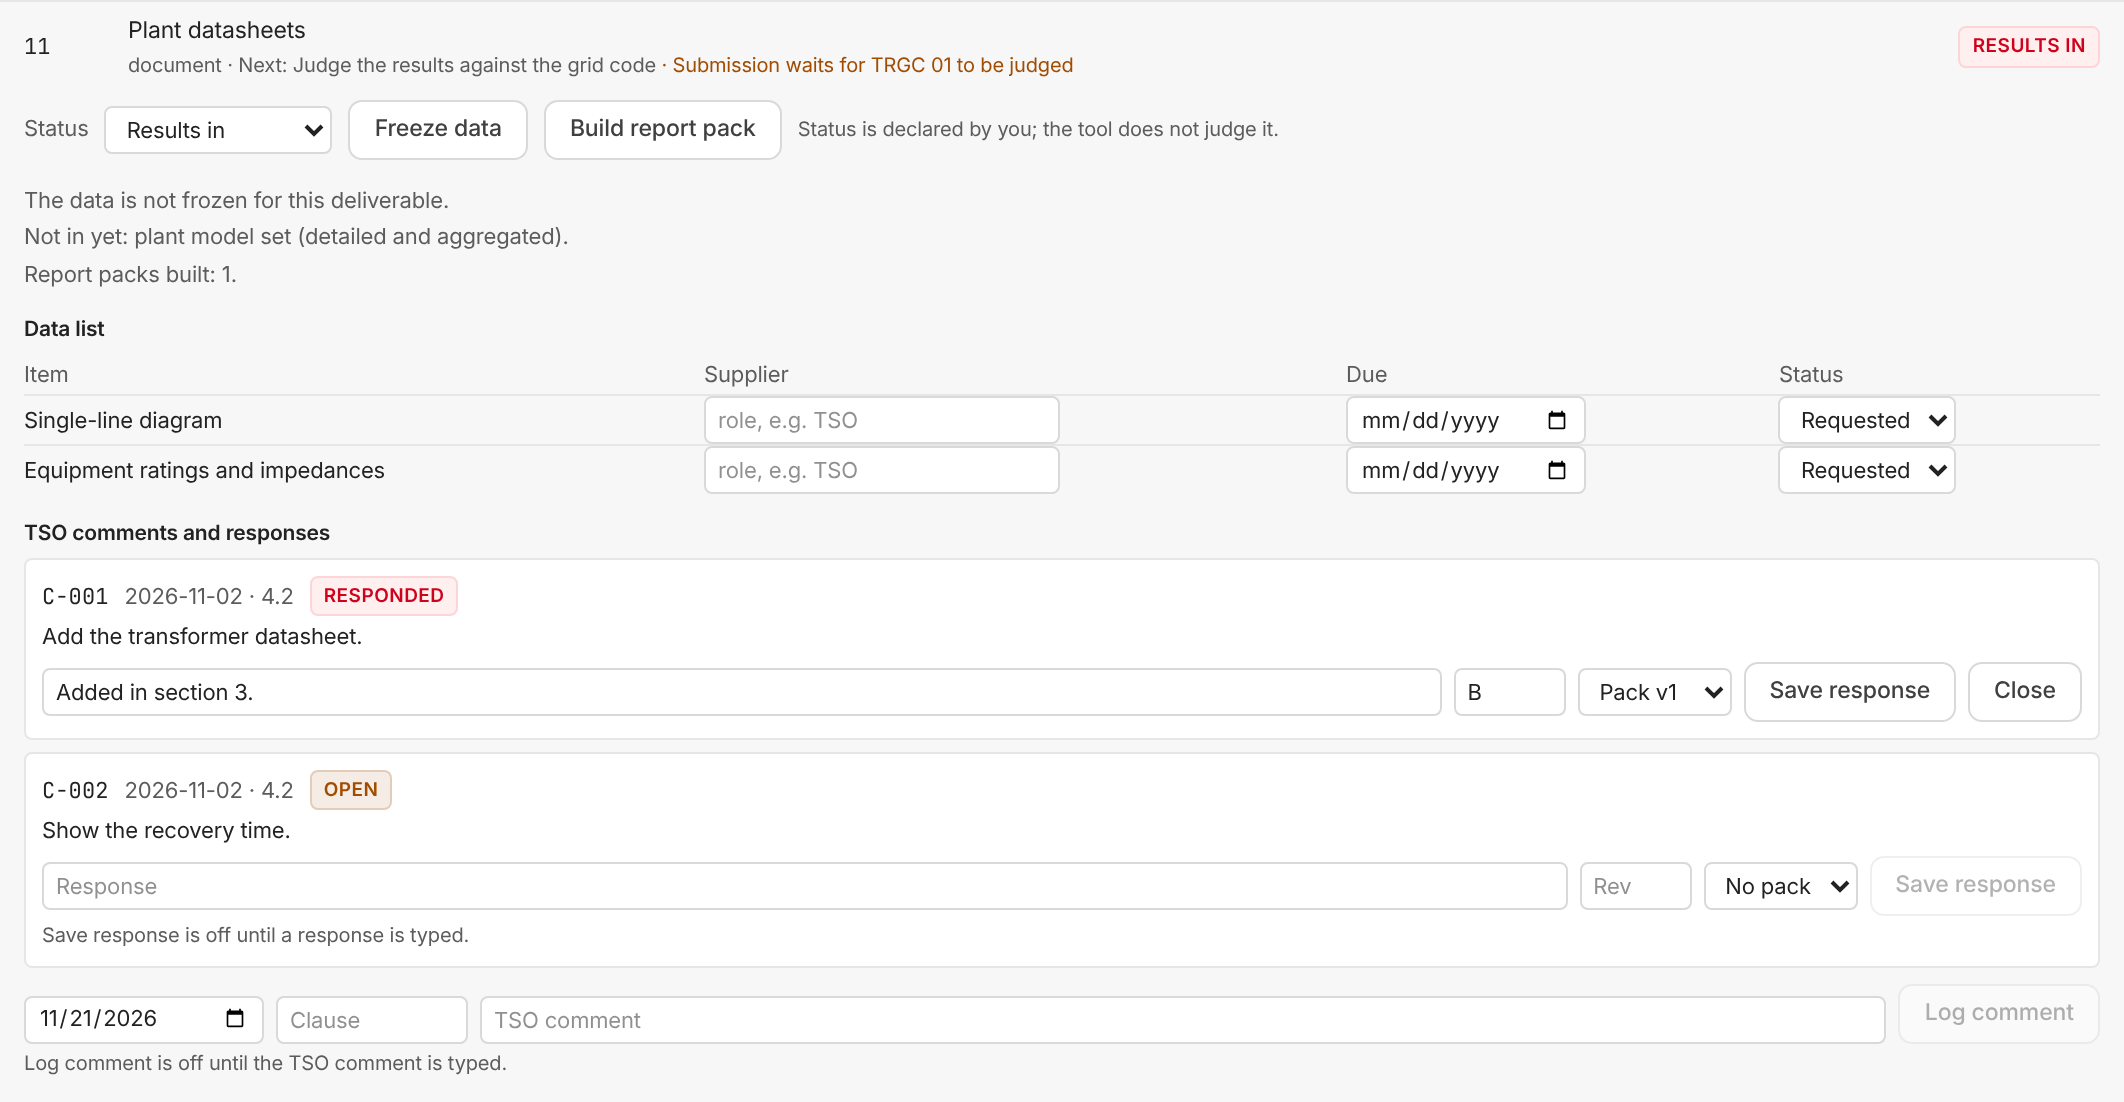 11
Plant datasheets
document · Next: Judge the results against the grid code · Submission waits for TRGC 01 to be judged
RESULTS IN
Status
Results in
Freeze data
Build report pack
Status is declared by you; the tool does not judge it.
The data is not frozen for this deliverable.
Not in yet: plant model set (detailed and aggregated).
Report packs built: 1.
Data list
Item Supplier Due Status
Single-line diagram role, e.g. TSO mm/dd/yyyy Requested
Equipment ratings and impedances role, e.g. TSO mm/dd/yyyy Requested
TSO comments and responses
C-001 2026-11-02 · 4.2 RESPONDED
Add the transformer datasheet.
Added in section 3. B Pack v1 Save response Close
C-002 2026-11-02 · 4.2 OPEN
Show the recovery time.
Response Rev No pack Save response
Save response is off until a response is typed.
11/21/2026 Clause TSO comment Log comment
Log comment is off until the TSO comment is typed.